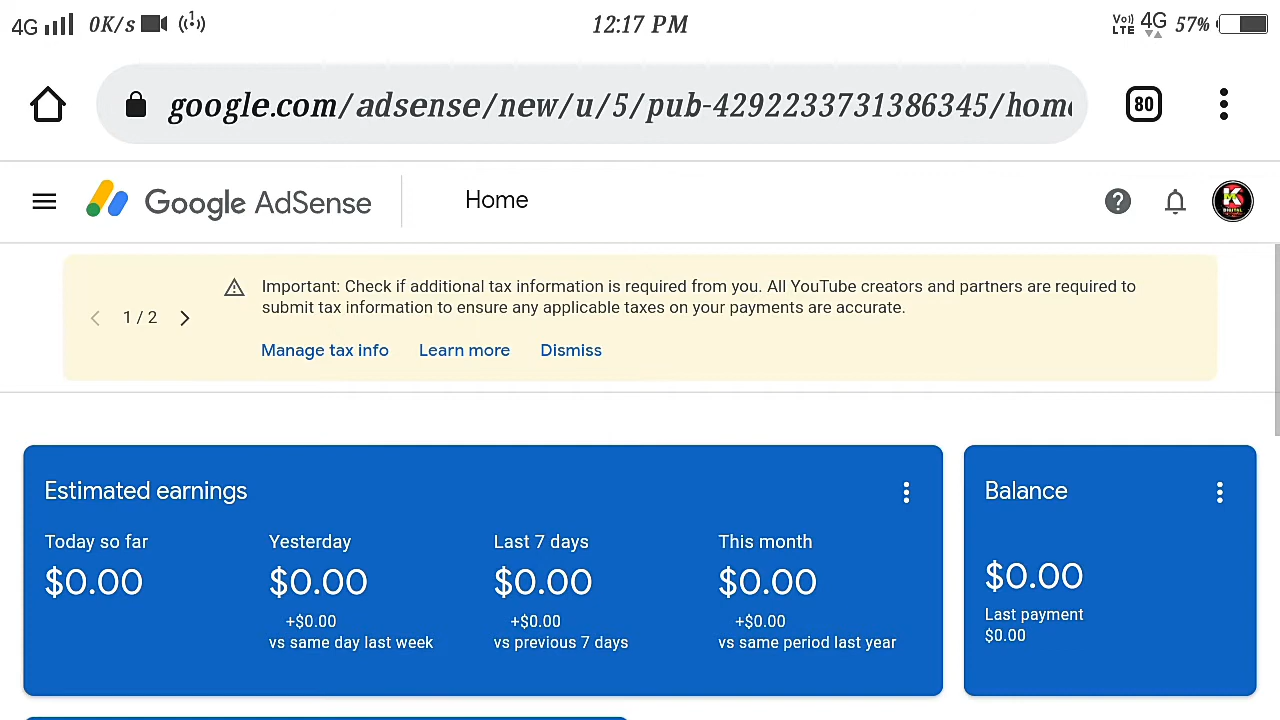 4G 0K/s 1 12:17 PM Vo)) LTE 4G 57%
google.com/adsense/new/u/5/pub-4292233731386345/home 80
Google AdSense Home ? K DIGITAL
Important: Check if additional tax information is required from you. All YouTube creators and partners are required to
1 / 2 submit tax information to ensure any applicable taxes on your payments are accurate.
Manage tax info Learn more Dismiss
Estimated earnings Balance
Today so far Yesterday Last 7 days This month
$0.00 $0.00 $0.00 $0.00 $0.00
+$0.00 +$0.00 +$0.00 Last payment
vs same day last week vs previous 7 days vs same period last year $0.00